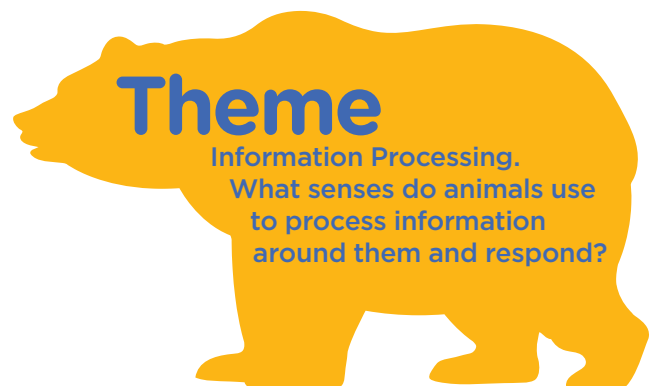 Theme
Information Processing.
What senses do animals use
to process information
around them and respond?